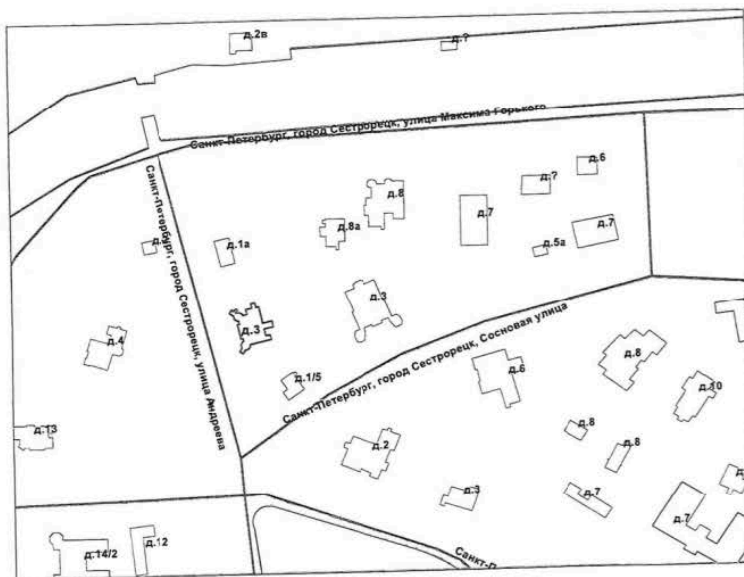 д.2в
д.?
Санкт-Петербург, город Сестрорецк, улица Максима Горького
д.6
д.?
д.8
д.7
д.8а
д.7
д.1а
д.5а
Санкт-Петербург, город Сестрорецк, улица Андреева
д.3
д.3
д.4
Санкт-Петербург, город Сестрорецк, Сосновая улица
д.8
д.6
д.1/5
д.10
д.13
д.2
д.8
д.8
д.3
д.7
д.7
д.14/2
д.12
Санкт-П